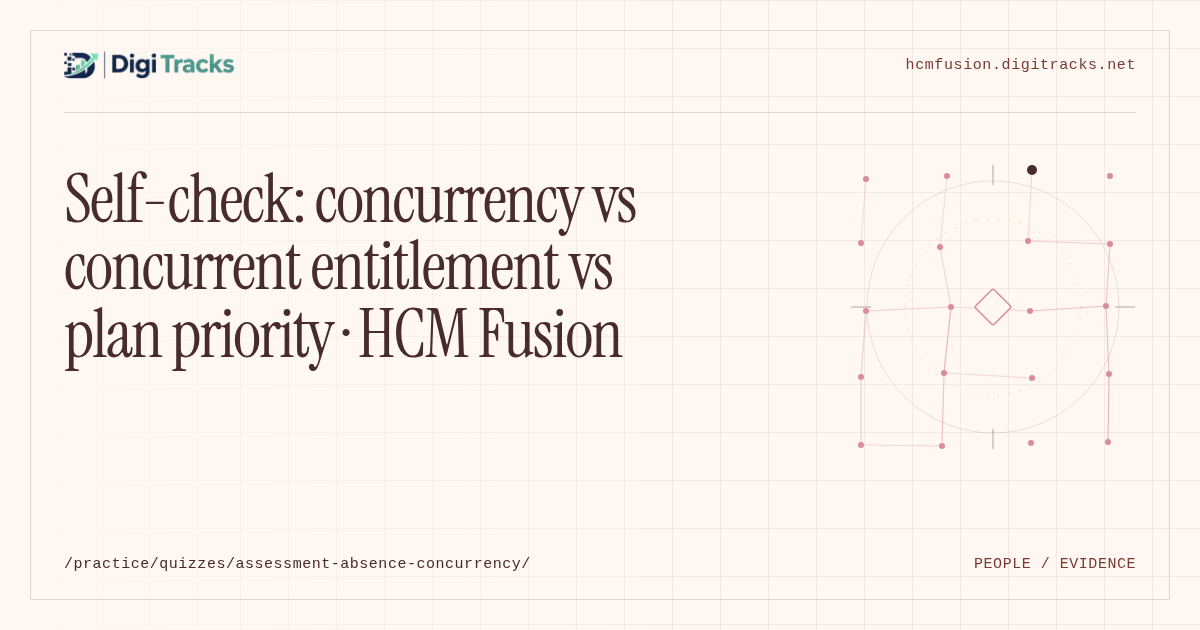 Digi Tracks
hcmfusion.digitracks.net
Self-check: concurrency vs
concurrent entitlement vs
plan priority · HCM Fusion
/practice/quizzes/assessment-absence-concurrency/
PEOPLE / EVIDENCE